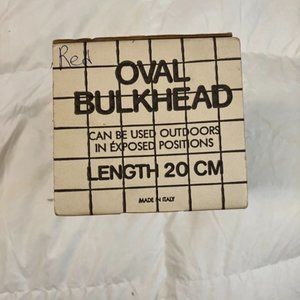 Red
OVAL
BULKHEAD
CAN BE USED OUTDOORS
IN EXPOSED POSITIONS
LENGTH 20 CM
MADE IN ITALY